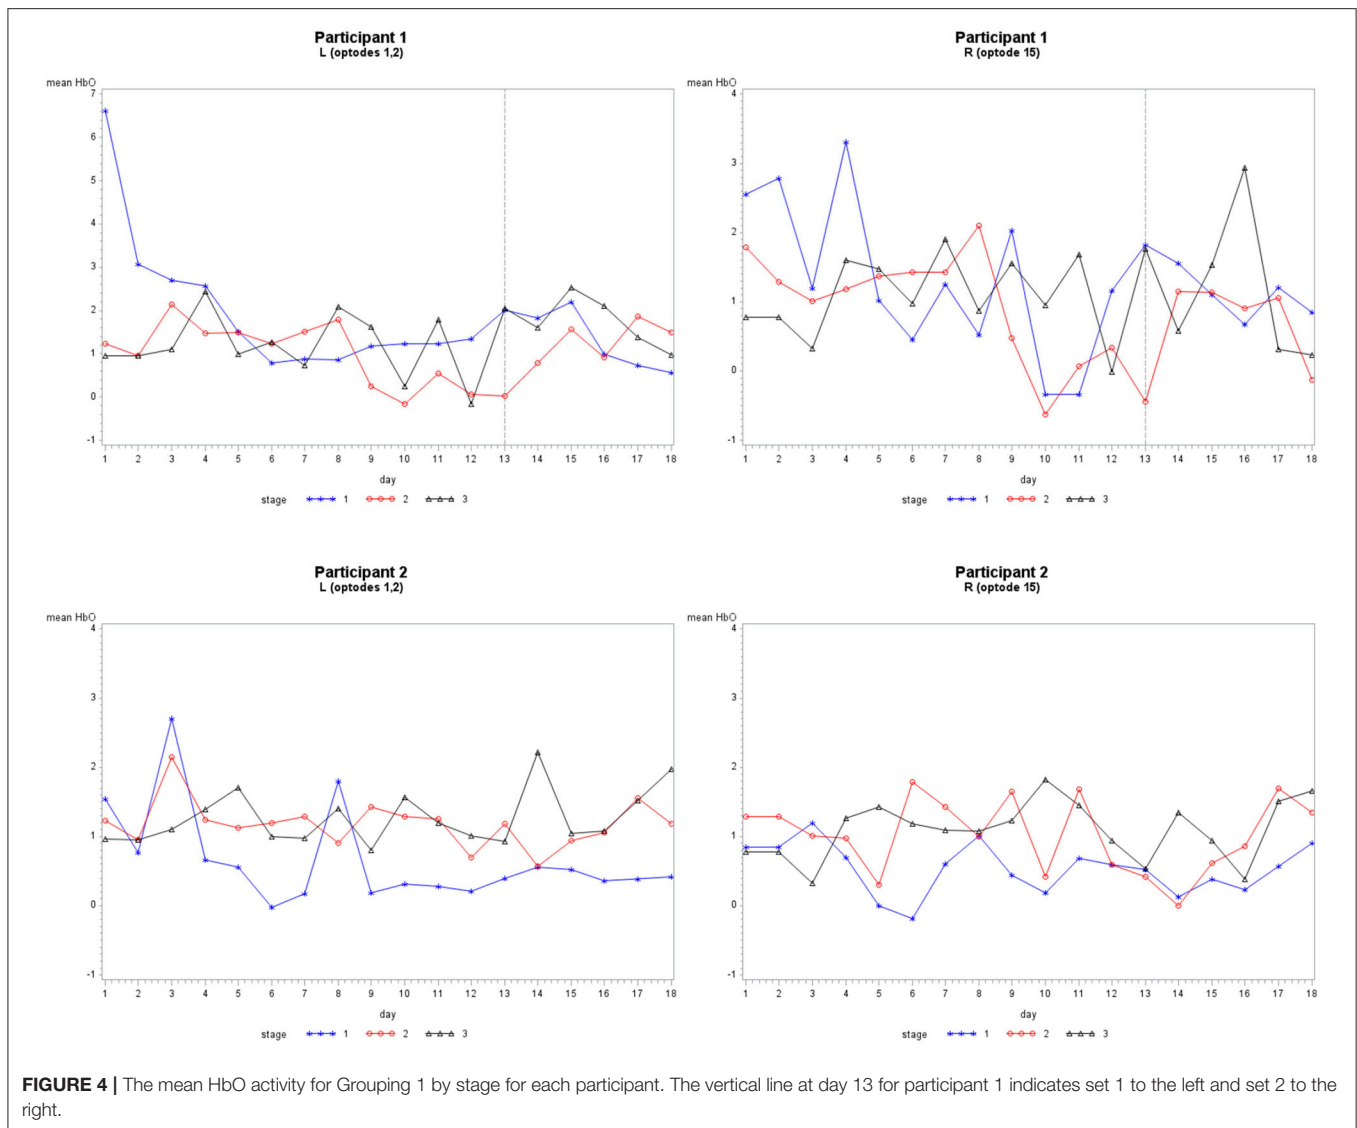 Participant 1
L (optodes 1,2)
mean HbO
7
6
5
4
3
2
1
0
-1
1 2 3 4 5 6 7 8 9 10 11 12 13 14 15 16 17 18
day
stage 1 2 3
Participant 1
R (optode 15)
mean HbO
4
3
2
1
0
-1
1 2 3 4 5 6 7 8 9 10 11 12 13 14 15 16 17 18
day
stage 1 2 3
Participant 2
L (optodes 1,2)
mean HbO
4
3
2
1
0
-1
1 2 3 4 5 6 7 8 9 10 11 12 13 14 15 16 17 18
day
stage 1 2 3
Participant 2
R (optode 15)
mean HbO
4
3
2
1
0
-1
1 2 3 4 5 6 7 8 9 10 11 12 13 14 15 16 17 18
day
stage 1 2 3
FIGURE 4 | The mean HbO activity for Grouping 1 by stage for each participant. The vertical line at day 13 for participant 1 indicates set 1 to the left and set 2 to the
right.